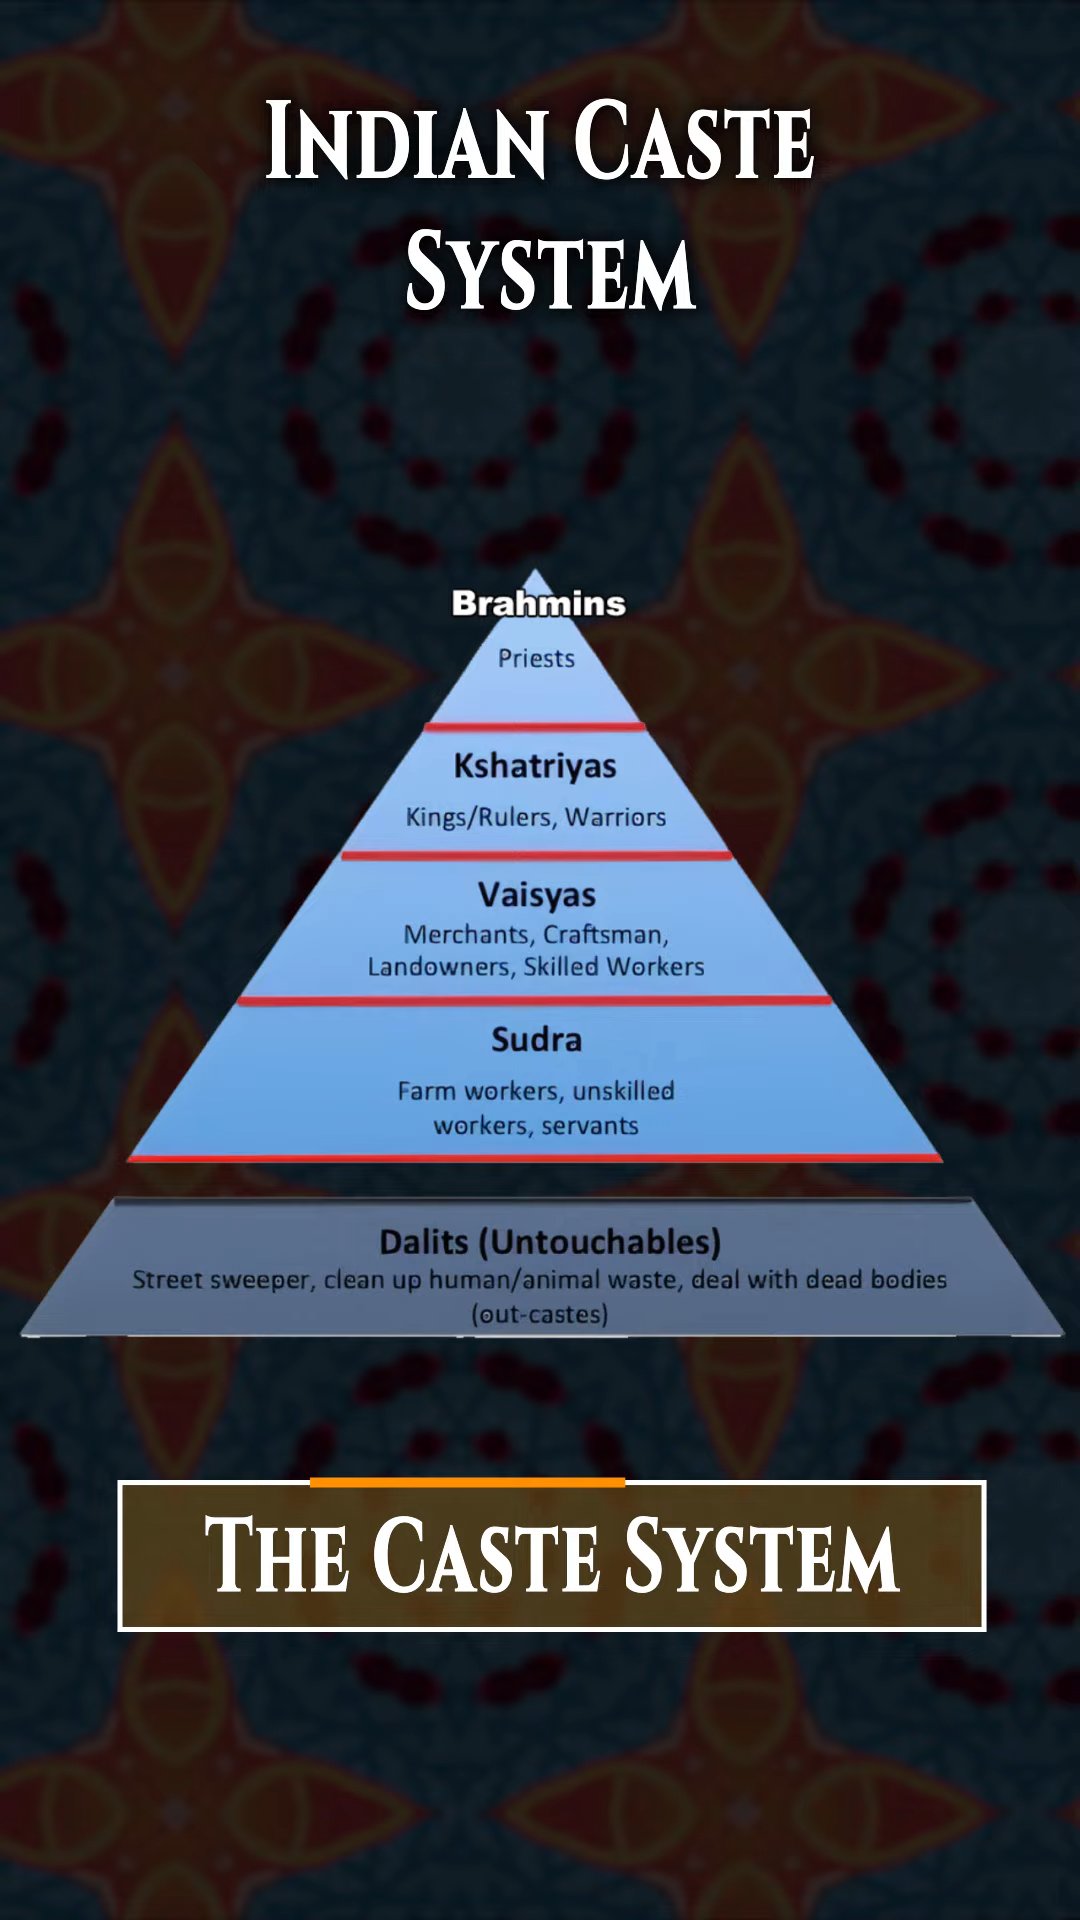 Indian Caste
System
Brahmins
Priests
Kshatriyas
Kings/Rulers, Warriors
Vaisyas
Merchants, Craftsman,
Landowners, Skilled Workers
Sudra
Farm workers, unskilled
workers, servants
Dalits (Untouchables)
Street sweeper, clean up human/animal waste, deal with dead bodies
(out-castes)
The Caste System